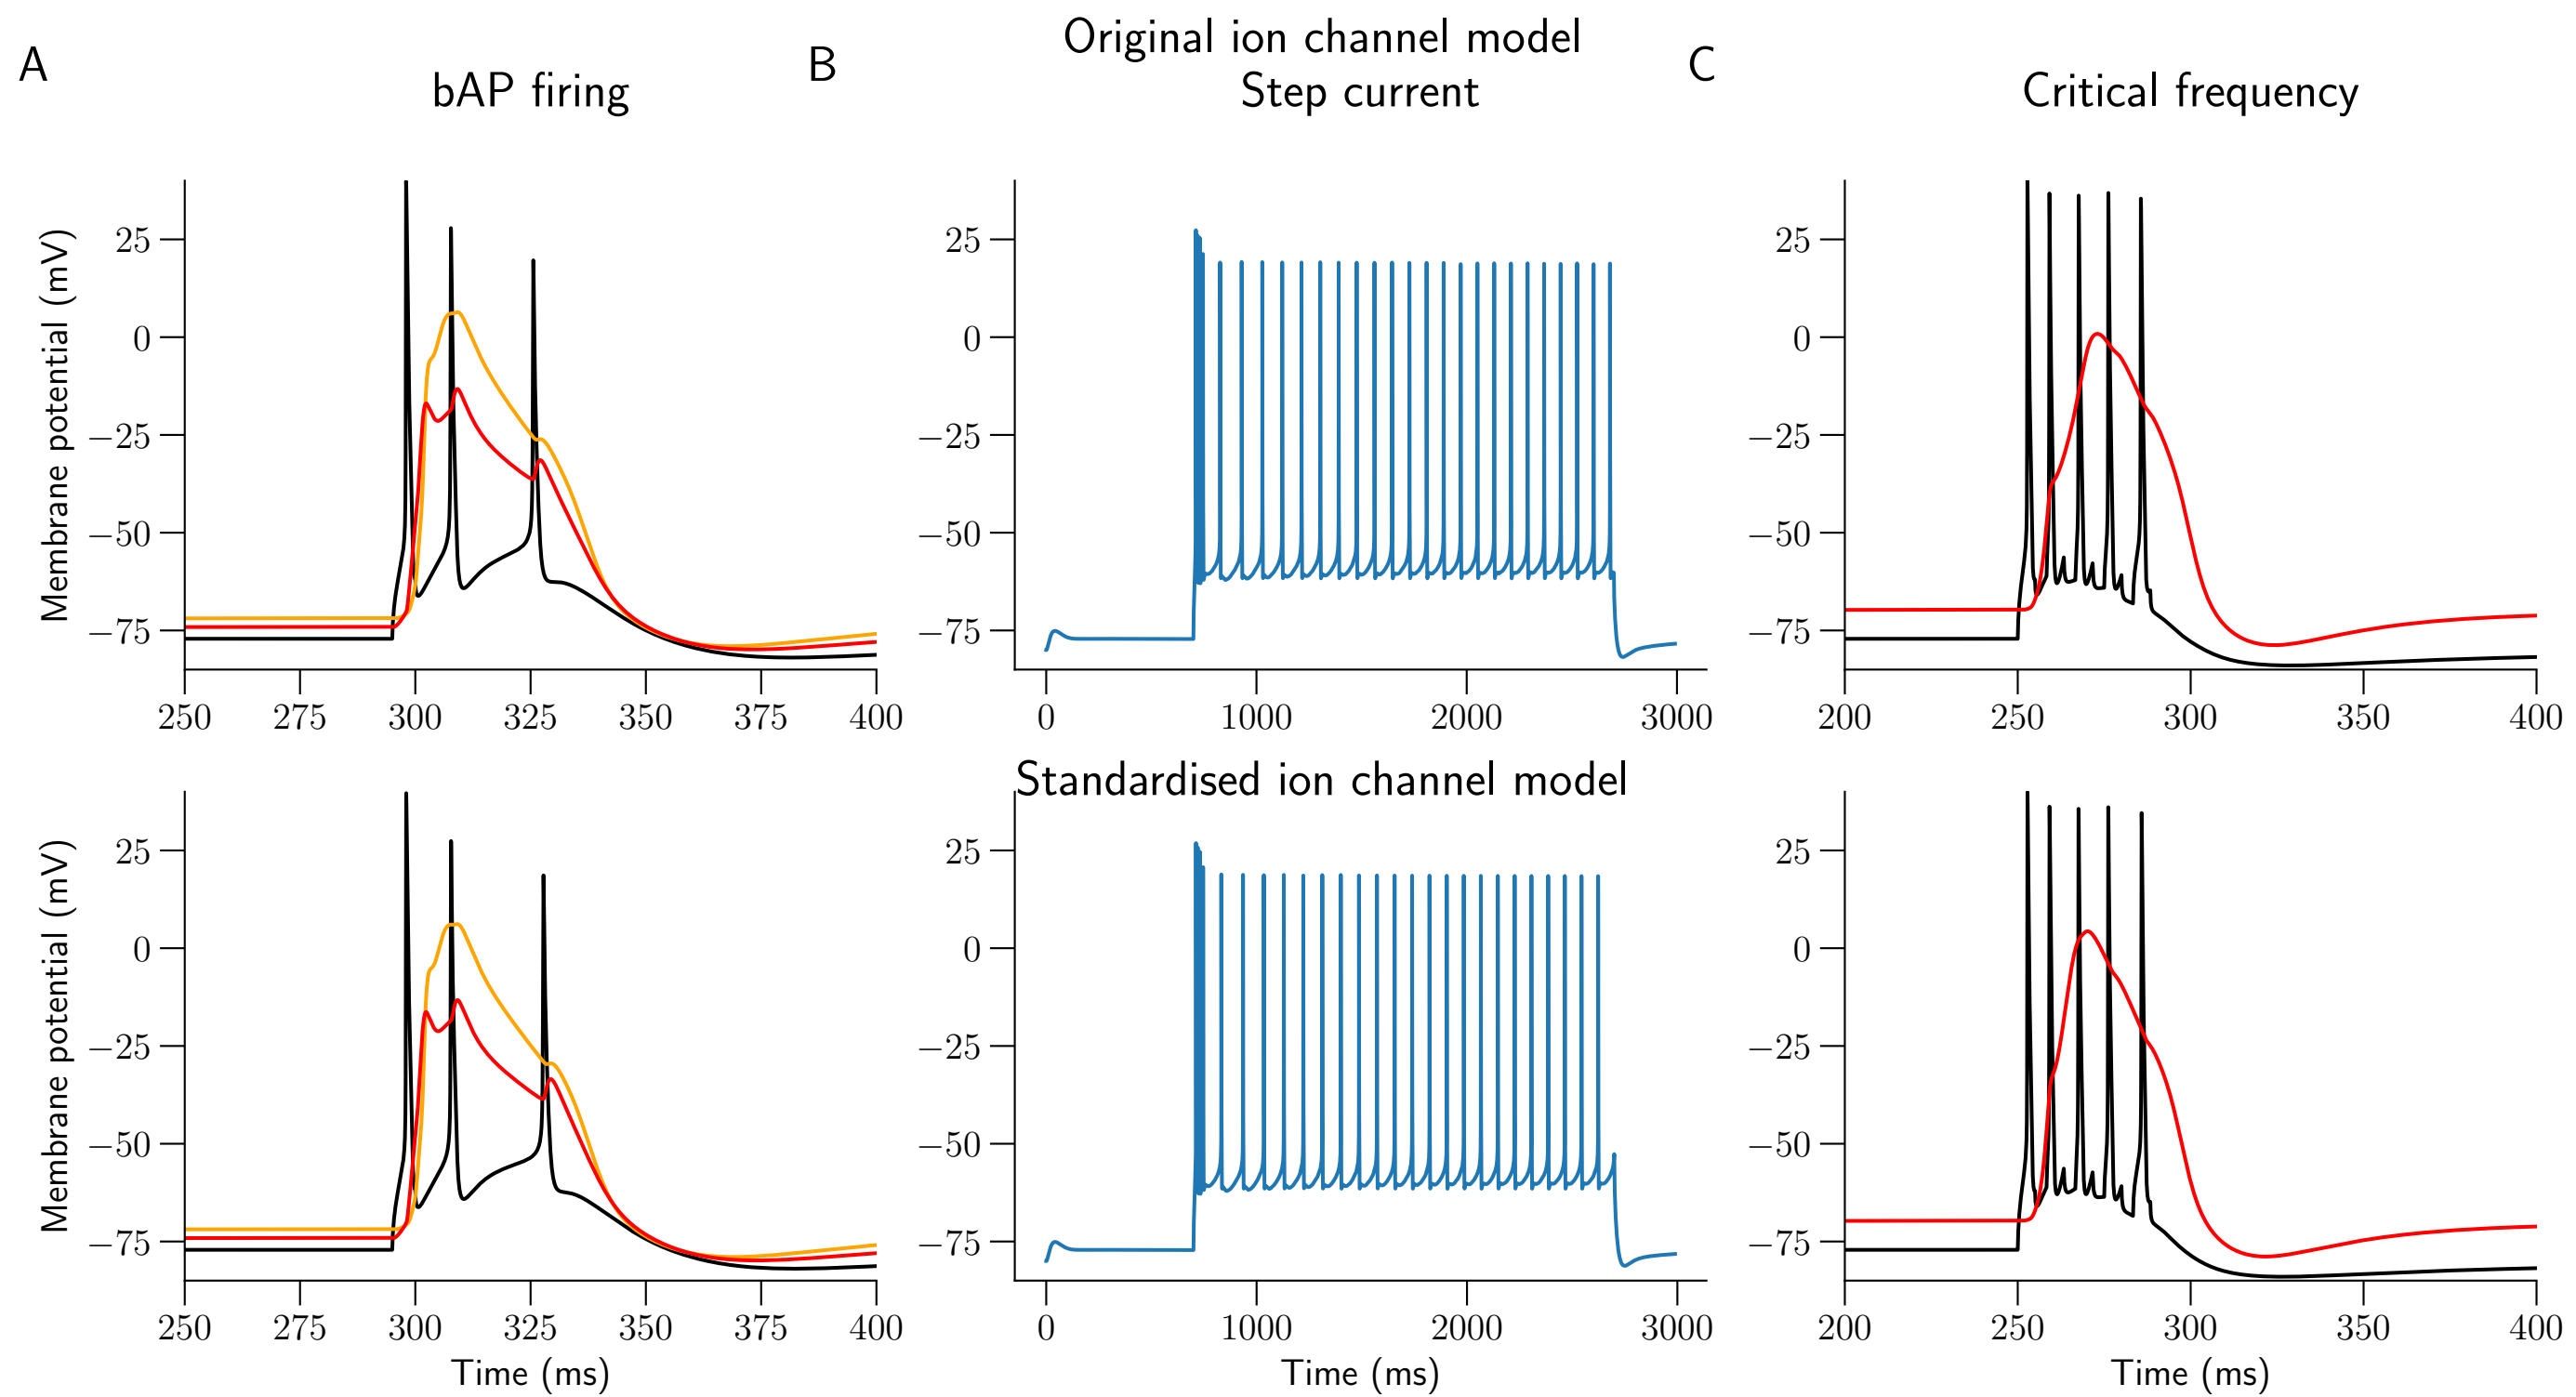 Original ion channel model
A
B
C
bAP firing
Step current
Critical frequency
Membrane potential (mV)
25
0
−25
−50
−75
250 275 300 325 350 375 400
25
0
−25
−50
−75
0 1000 2000 3000
25
0
−25
−50
−75
200 250 300 350 400
Standardised ion channel model
Membrane potential (mV)
25
0
−25
−50
−75
250 275 300 325 350 375 400
Time (ms)
25
0
−25
−50
−75
0 1000 2000 3000
Time (ms)
25
0
−25
−50
−75
200 250 300 350 400
Time (ms)